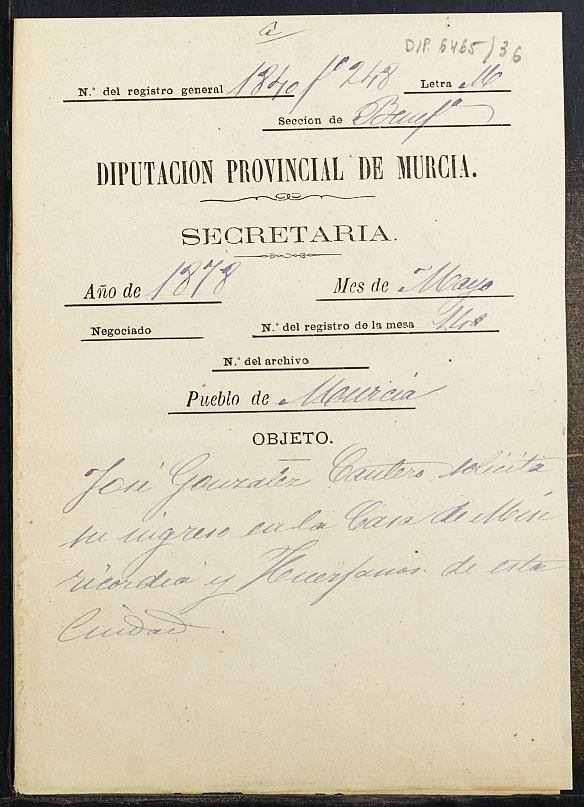 DIP. 6465/36
N.º del registro general 1840 fº 248 Letra M
Seccion de Benefª
DIPUTACION PROVINCIAL DE MURCIA.
SECRETARIA.
Año de 1878 Mes de Mayo
Negociado N.º del registro de la mesa
N.º del archivo
Pueblo de Murcia
OBJETO.
José Gonzalez Cantero solicita
su ingreso en la Casa de Mise
ricordia y Huerfanos de esta
Ciudad.